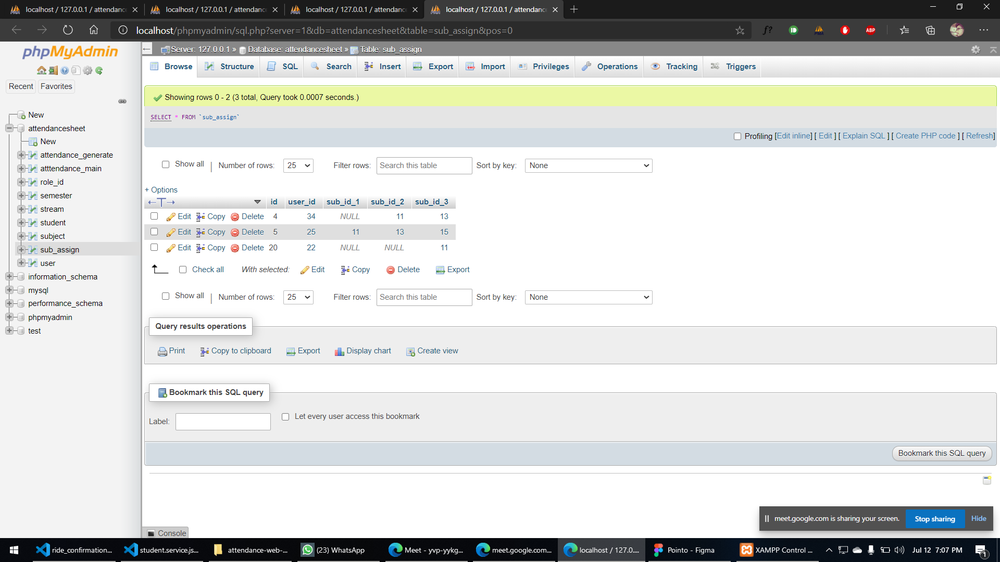 localhost / 127.0.0.1 / attendanc
localhost / 127.0.0.1 / attendanc
localhost / 127.0.0.1 / attendanc
localhost / 127.0.0.1 / attendanc
localhost/phpmyadmin/sql.php?server=1&db=attendancesheet&table=sub_assign&pos=0
f?
PMA
ABP
phpMyAdmin
Recent
Favorites
New
attendancesheet
New
attendance_generate
atttendance_main
role_id
semester
stream
student
subject
sub_assign
user
information_schema
mysql
performance_schema
phpmyadmin
test
Server: 127.0.0.1 » Database: attendancesheet » Table: sub_assign
Browse Structure SQL Search Insert Export Import Privileges Operations Tracking Triggers
Showing rows 0 - 2 (3 total, Query took 0.0007 seconds.)
SELECT * FROM `sub_assign`
Profiling [Edit inline] [ Edit ] [ Explain SQL ] [ Create PHP code ] [ Refresh]
Show all | Number of rows: 25 Filter rows: Search this table Sort by key: None
+ Options
←T→ id user_id sub_id_1 sub_id_2 sub_id_3
Edit Copy Delete 4 34 NULL 11 13
Edit Copy Delete 5 25 11 13 15
Edit Copy Delete 20 22 NULL NULL 11
Check all With selected: Edit Copy Delete Export
Show all | Number of rows: 25 Filter rows: Search this table Sort by key: None
Query results operations
Print Copy to clipboard Export Display chart Create view
Bookmark this SQL query
Label: Let every user access this bookmark
Bookmark this SQL query
meet.google.com is sharing your screen. Stop sharing Hide
Console
ride_confirmation...
student.service.js...
attendance-web-...
(23) WhatsApp
Meet - yvp-yykg...
meet.google.com...
localhost / 127.0....
Pointo - Figma
XAMPP Control ...
Jul 12 7:07 PM
1